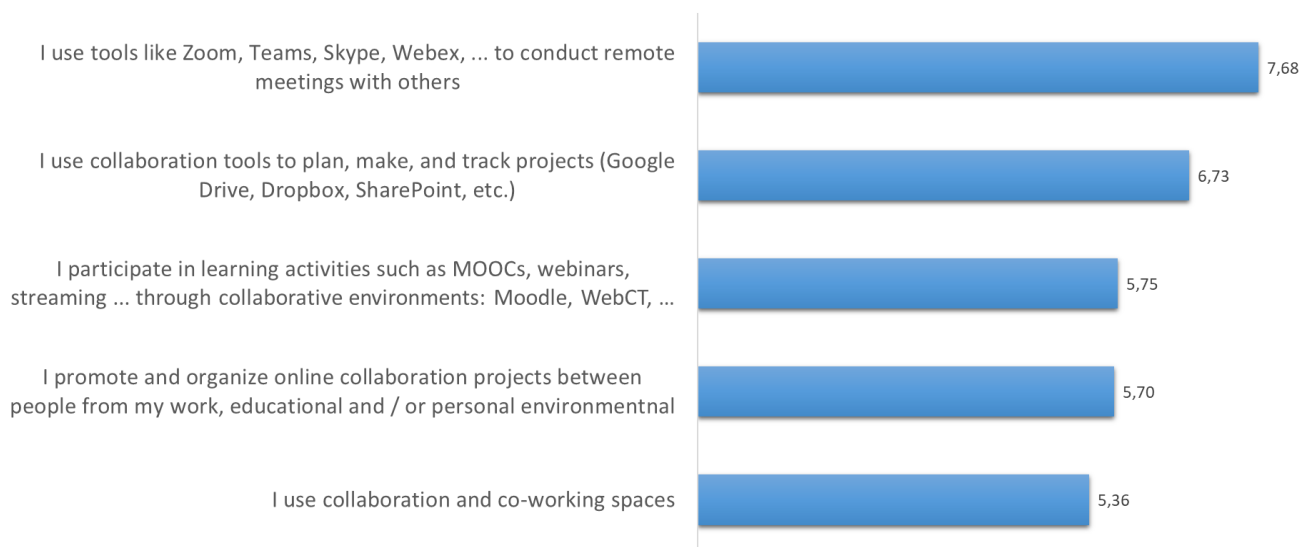 I use tools like Zoom, Teams, Skype, Webex, ... to conduct remote
meetings with others
7,68
I use collaboration tools to plan, make, and track projects (Google
Drive, Dropbox, SharePoint, etc.)
6,73
I participate in learning activities such as MOOCs, webinars,
streaming ... through collaborative environments: Moodle, WebCT, ...
5,75
I promote and organize online collaboration projects between
people from my work, educational and / or personal environmentnal
5,70
I use collaboration and co-working spaces
5,36